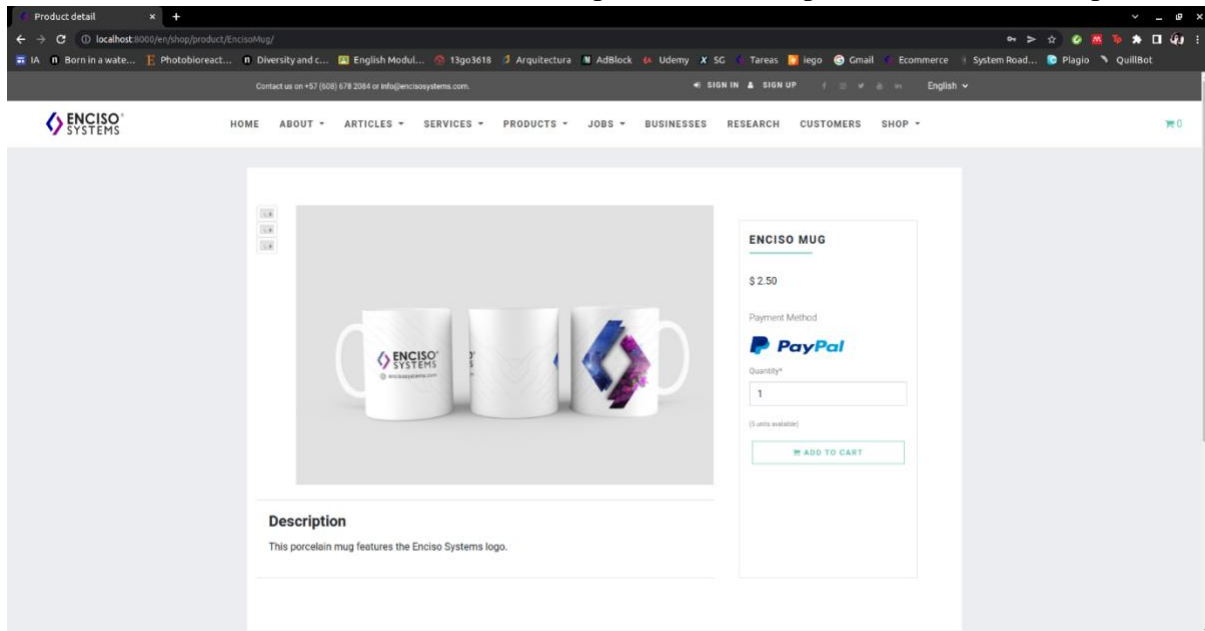 Product detail
localhost:8000/en/shop/product/EncisoMug/
IA Born in a wate... Photobioreact... Diversity and c... English Modul... 13go3618 Arquitectura AdBlock Udemy SG Tareas iego Gmail Ecommerce System Road... Plagio QuillBot
Contact us on +57 (608) 678 2084 or info@encisosystems.com. SIGN IN SIGN UP English
ENCISO
SYSTEMS
HOME ABOUT ARTICLES SERVICES PRODUCTS JOBS BUSINESSES RESEARCH CUSTOMERS SHOP 0
ENCISO MUG
$ 2.50
Payment Method
PayPal
Quantity*
1
(5 units available)
ADD TO CART
ENCISO
SYSTEMS
encisosystems.com
Description
This porcelain mug features the Enciso Systems logo.